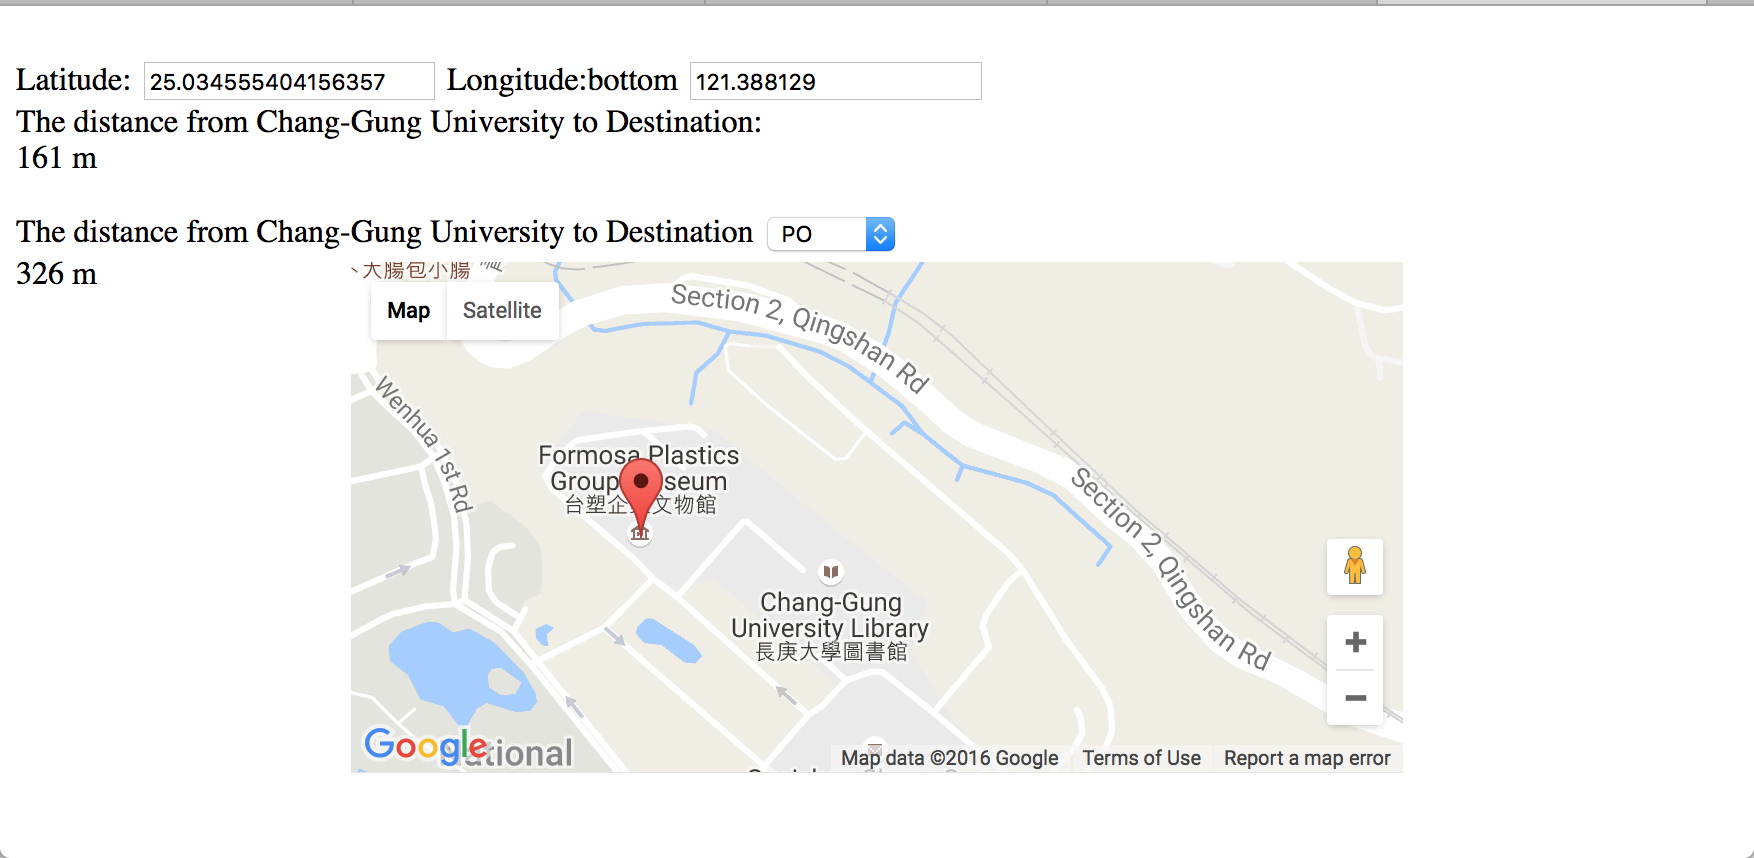 Latitude: 25.034555404156357 Longitude:bottom 121.388129
The distance from Chang-Gung University to Destination:
161 m
The distance from Chang-Gung University to Destination PO
326 m
、大腸包小腸
Map Satellite
Section 2, Qingshan Rd
Wenhua 1st Rd
Formosa Plastics
Group
seum
台塑企
文物館
Section 2, Qingshan Rd
Chang-Gung
University Library
長庚大學圖書館
Google
tional
Map data ©2016 Google Terms of Use Report a map error